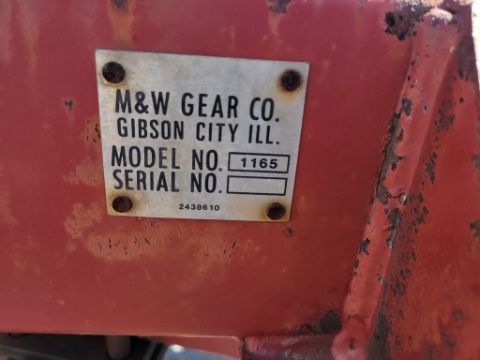 M&W GEAR CO.
GIBSON CITY ILL.
MODEL NO. 1165
SERIAL NO.
2438610